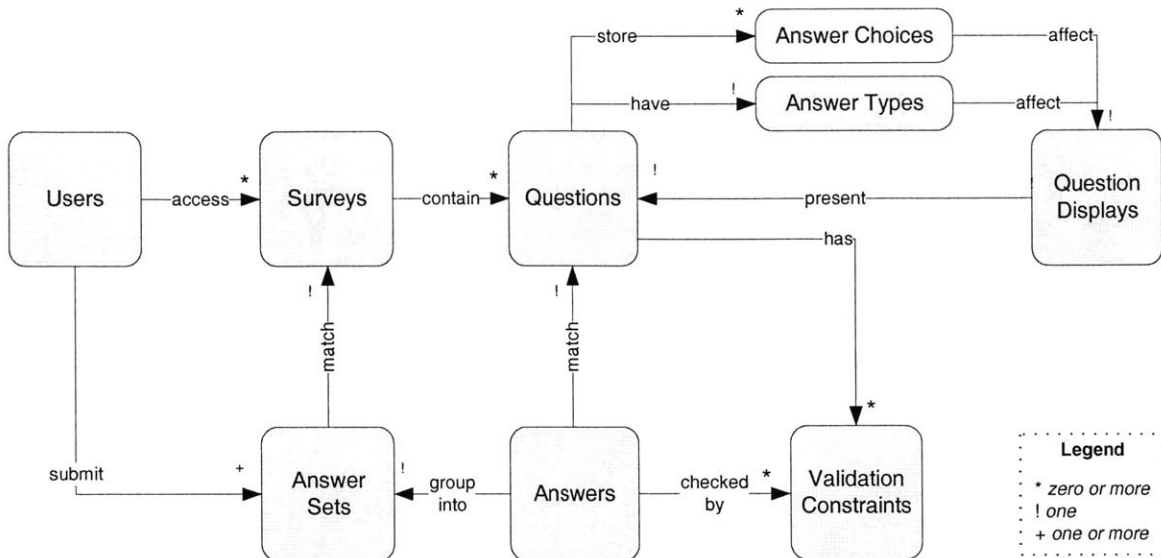 *
store
Answer Choices
affect
!
have
Answer Types
affect
!
Users
access
*
Surveys
contain
*
Questions
!
present
Question
Displays
has
!
match
!
match
*
submit
+
Answer
Sets
!
group
into
Answers
checked
by
*
Validation
Constraints
Legend
* zero or more
! one
+ one or more